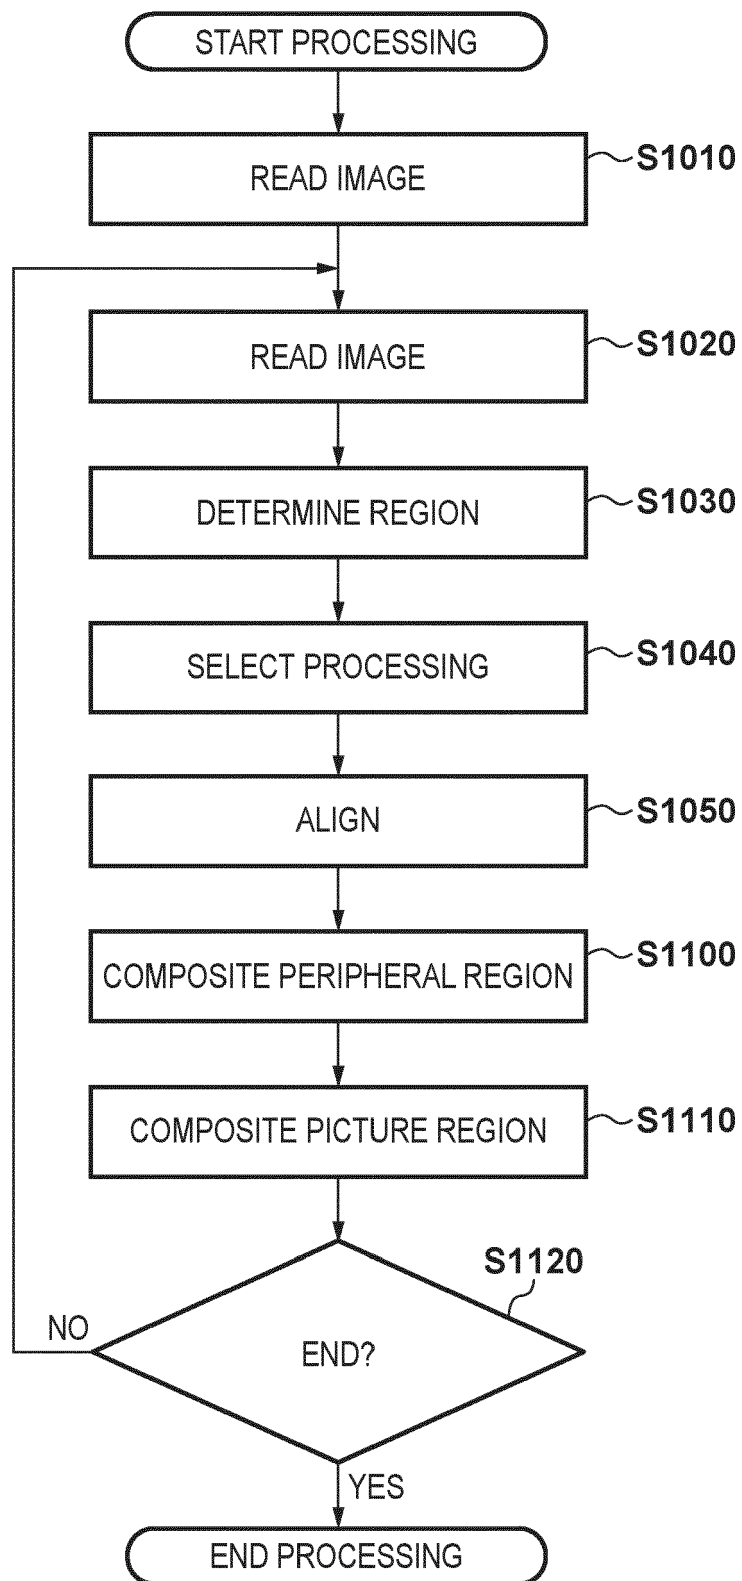 START PROCESSING
READ IMAGE
S1010
READ IMAGE
S1020
DETERMINE REGION
S1030
SELECT PROCESSING
S1040
ALIGN
S1050
COMPOSITE PERIPHERAL REGION
S1100
COMPOSITE PICTURE REGION
S1110
S1120
NO
END?
YES
END PROCESSING